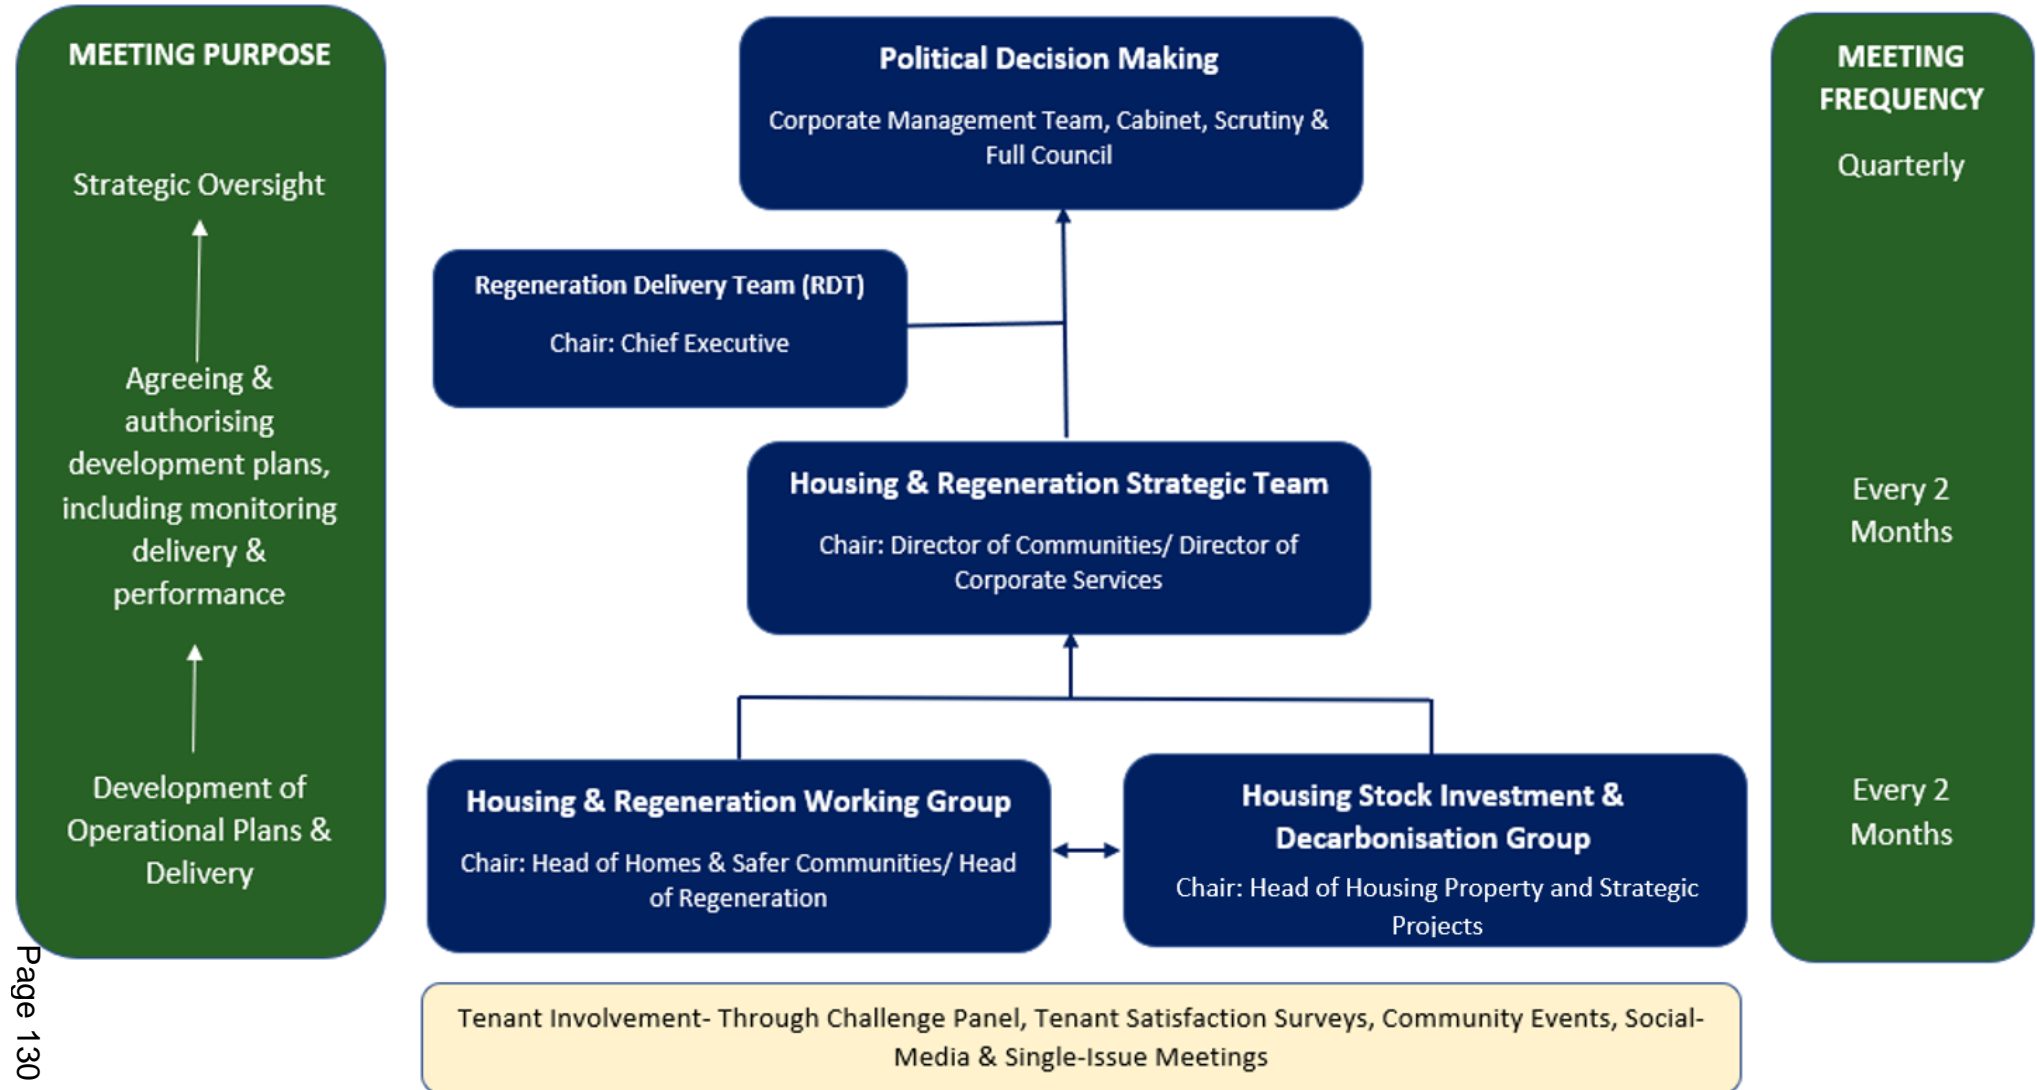 MEETING PURPOSE
Strategic Oversight
Agreeing &
authorising
development plans,
including monitoring
delivery &
performance
Development of
Operational Plans &
Delivery
Political Decision Making
Corporate Management Team, Cabinet, Scrutiny &
Full Council
Regeneration Delivery Team (RDT)
Chair: Chief Executive
Housing & Regeneration Strategic Team
Chair: Director of Communities/ Director of
Corporate Services
Housing & Regeneration Working Group
Chair: Head of Homes & Safer Communities/ Head
of Regeneration
Housing Stock Investment &
Decarbonisation Group
Chair: Head of Housing Property and Strategic
Projects
MEETING
FREQUENCY
Quarterly
Every 2
Months
Every 2
Months
Tenant Involvement- Through Challenge Panel, Tenant Satisfaction Surveys, Community Events, Social-
Media & Single-Issue Meetings
Page 130